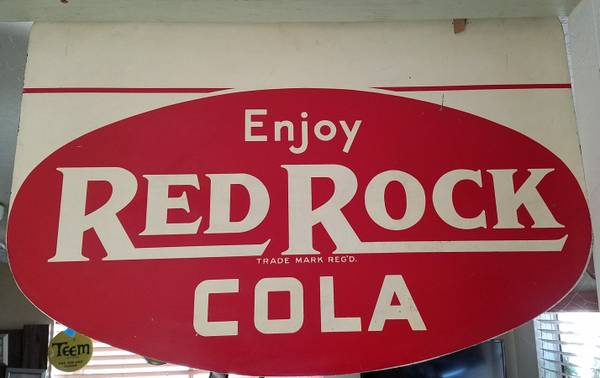 Enjoy
RED ROCK
TRADE MARK REG'D.
COLA
Teem